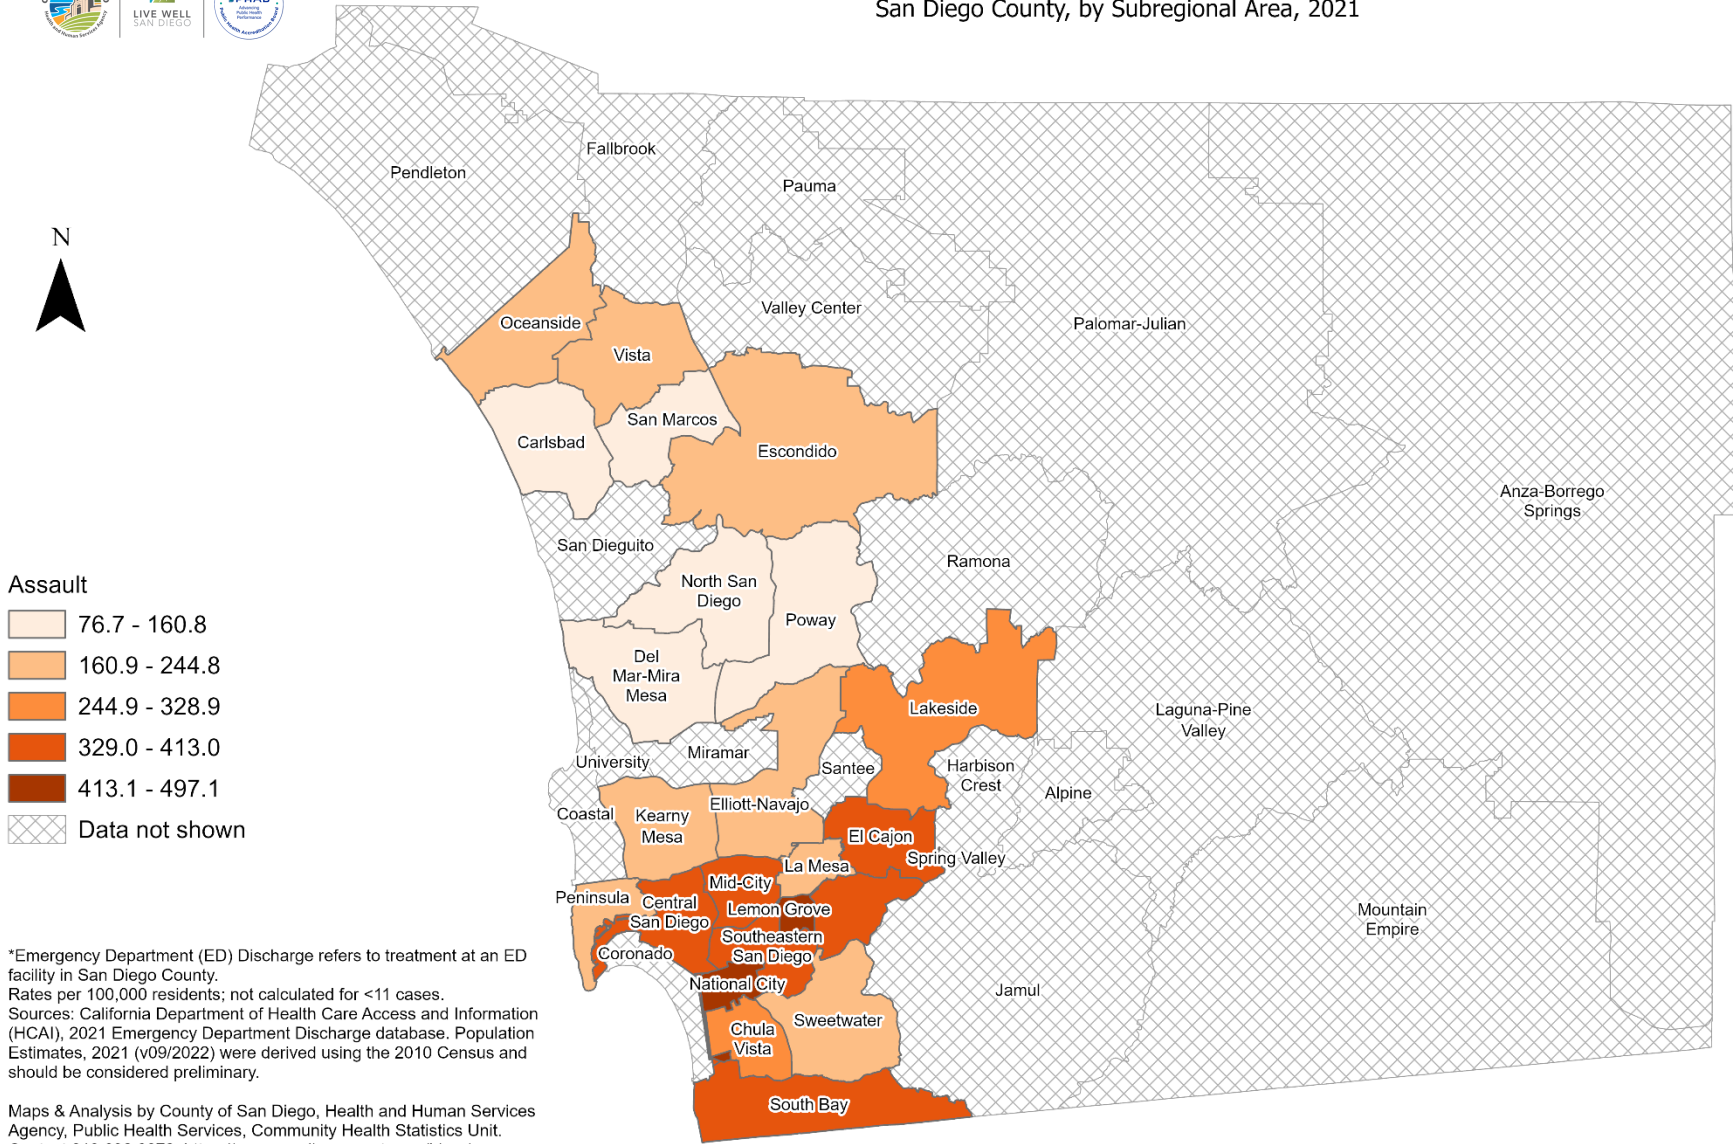 LIVE WELL
SAN DIEGO
Advancing
Public Health
Performance
San Diego County, by Subregional Area, 2021
Fallbrook
Pendleton
Pauma
N
Valley Center
Oceanside
Palomar-Julian
Vista
San Marcos
Carlsbad
Escondido
Anza-Borrego
Springs
San Dieguito
Ramona
North San
Diego
Poway
Del
Mar-Mira
Mesa
Lakeside
Laguna-Pine
Valley
Miramar
University
Santee
Harbison
Crest
Alpine
Elliott-Navajo
Coastal
Kearny
Mesa
El Cajon
Spring Valley
La Mesa
Mid-City
Peninsula
Central
San Diego
Lemon Grove
Mountain
Empire
Southeastern
San Diego
Coronado
National City
Jamul
Sweetwater
Chula
Vista
South Bay
Assault
76.7 - 160.8
160.9 - 244.8
244.9 - 328.9
329.0 - 413.0
413.1 - 497.1
Data not shown
*Emergency Department (ED) Discharge refers to treatment at an ED
facility in San Diego County.
Rates per 100,000 residents; not calculated for <11 cases.
Sources: California Department of Health Care Access and Information
(HCAI), 2021 Emergency Department Discharge database. Population
Estimates, 2021 (v09/2022) were derived using the 2010 Census and
should be considered preliminary.
Maps & Analysis by County of San Diego, Health and Human Services
Agency, Public Health Services, Community Health Statistics Unit.